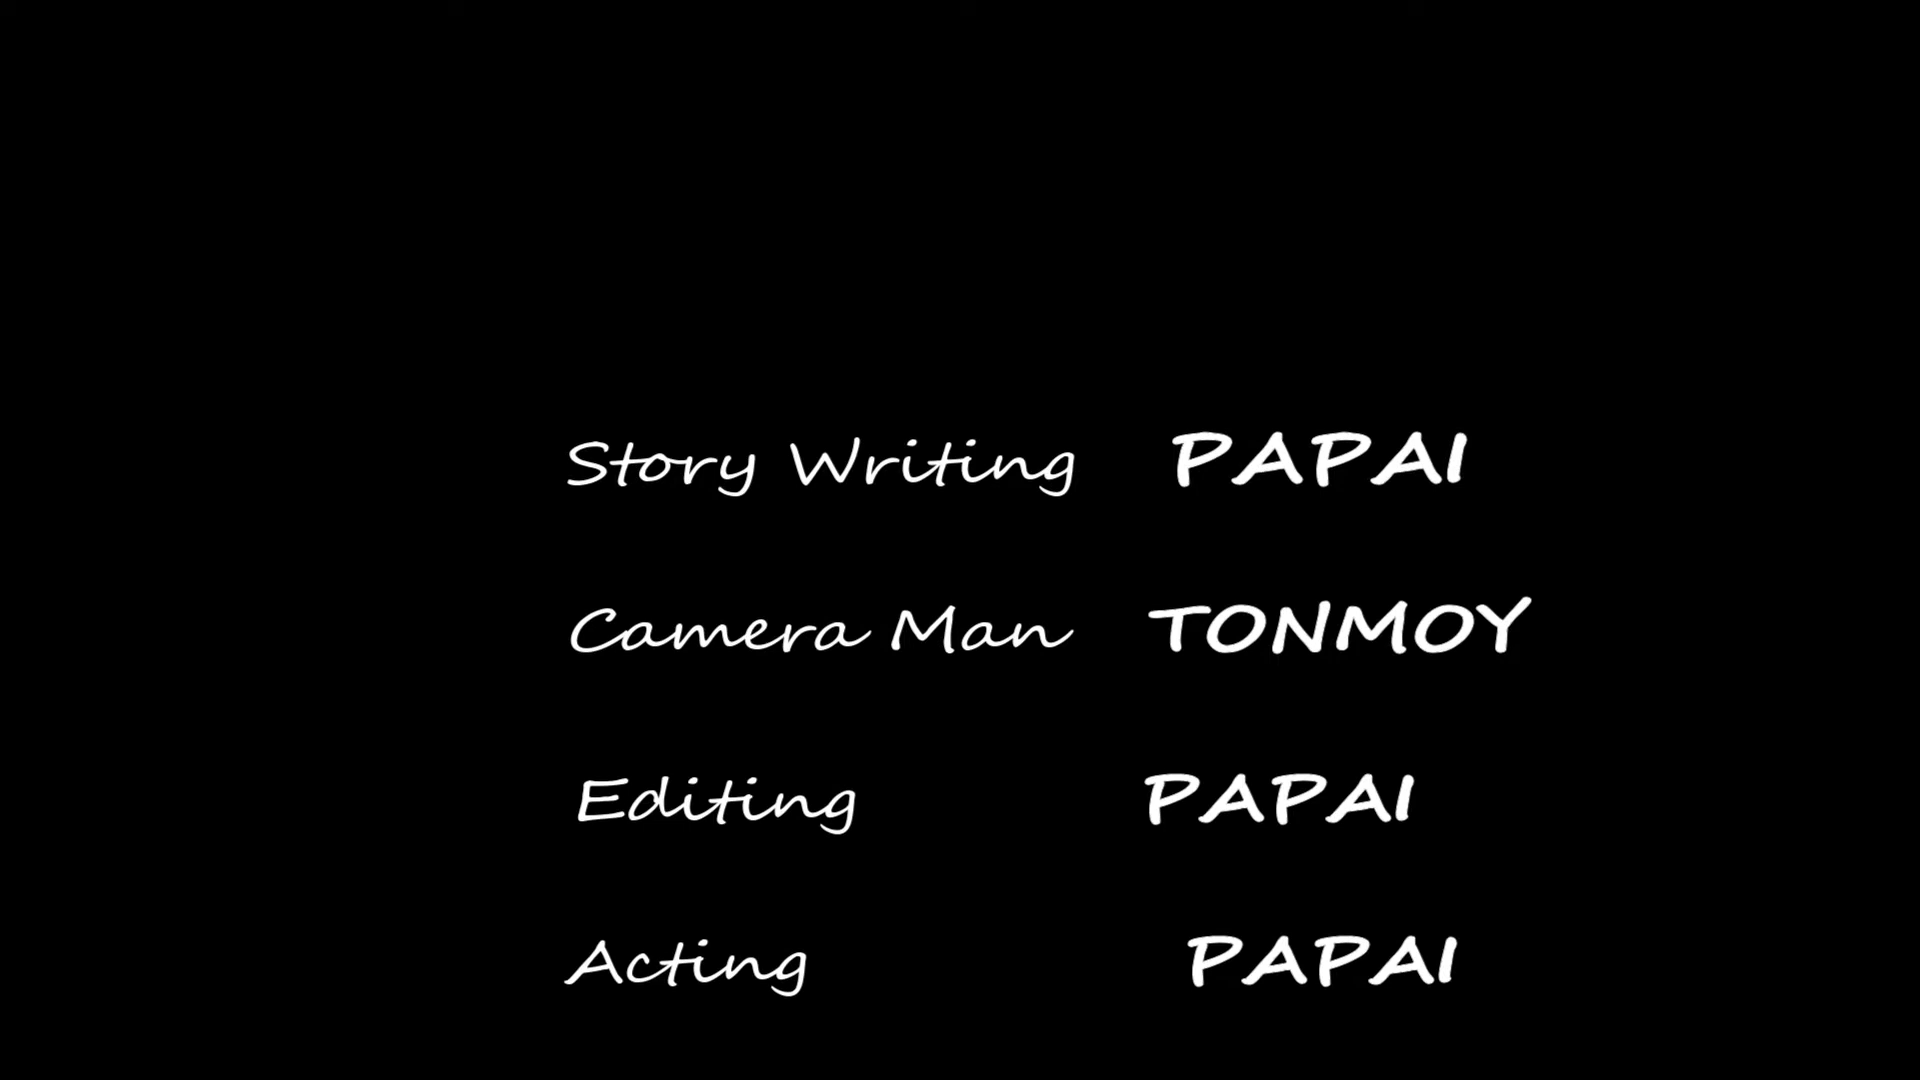 Story Writing PAPAI
Camera Man TONMOY
Editing PAPAI
Acting PAPAI